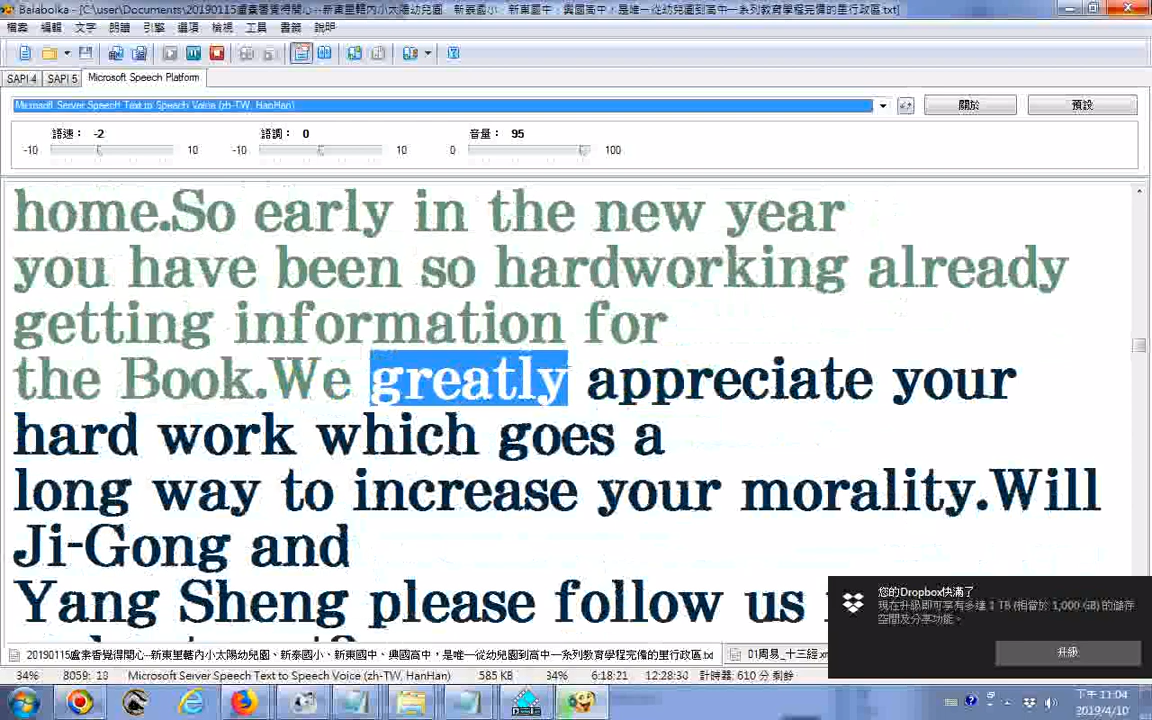 Balabolka - [C:\user\Documents\20190115盧素香覺得開心--新東里轄內小太陽幼兒園、新泰國小、新東國中、興國高中，是唯一從幼兒園到高中一系列教育學程完備的里行政區.txt]
檔案 編輯 文字 朗讀 引擎 選項 檢視 工具 書籤 說明
SAPI 4 SAPI 5 Microsoft Speech Platform
Microsoft Server Speech Text to Speech Voice (zh-TW, HanHan)
關於 預設
語速： -2 語調： 0 音量： 95
-10 10 -10 10 0 100
home.So early in the new year
you have been so hardworking already
getting information for
the Book.We greatly appreciate your
hard work which goes a
long way to increase your morality.Will
Ji-Gong and
Yang Sheng please follow us
您的Dropbox快滿了
現在升級即可享有多達 1 TB (相當於 1,000 GB) 的儲存
空間及分享功能。
升級
20190115盧素香覺得開心--新東里轄內小太陽幼兒園、新泰國小、新東國中、興國高中，是唯一從幼兒園到高中一系列教育學程完備的里行政區.txt
01周易_十三經
34% 8059: 18 Microsoft Server Speech Text to Speech Voice (zh-TW, HanHan) 585 KB 34% 6:18:21 12:28:30 計時器: 610 分 剩餘
下午 11:04
2019/4/10